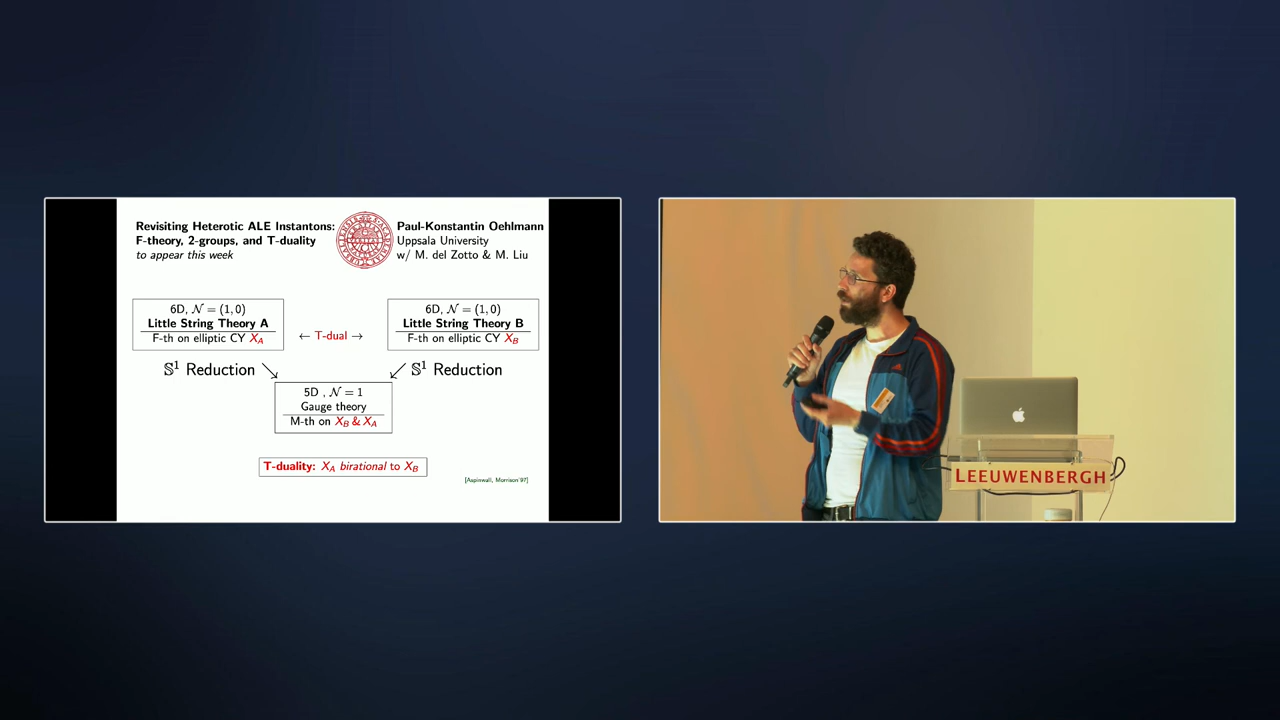 Revisiting Heterotic ALE Instantons:
F-theory, 2-groups, and T-duality
to appear this week
Paul-Konstantin Oehlmann
Uppsala University
w/ M. del Zotto & M. Liu
6D, 𝒩 = (1,0)
Little String Theory A
F-th on elliptic CY X_A
← T-dual →
6D, 𝒩 = (1,0)
Little String Theory B
F-th on elliptic CY X_B
𝕊¹ Reduction ↘
↙ 𝕊¹ Reduction
5D , 𝒩 = 1
Gauge theory
M-th on X_B & X_A
T-duality: X_A birational to X_B
[Aspinwall, Morrison'97]
LEEUWENBERGH